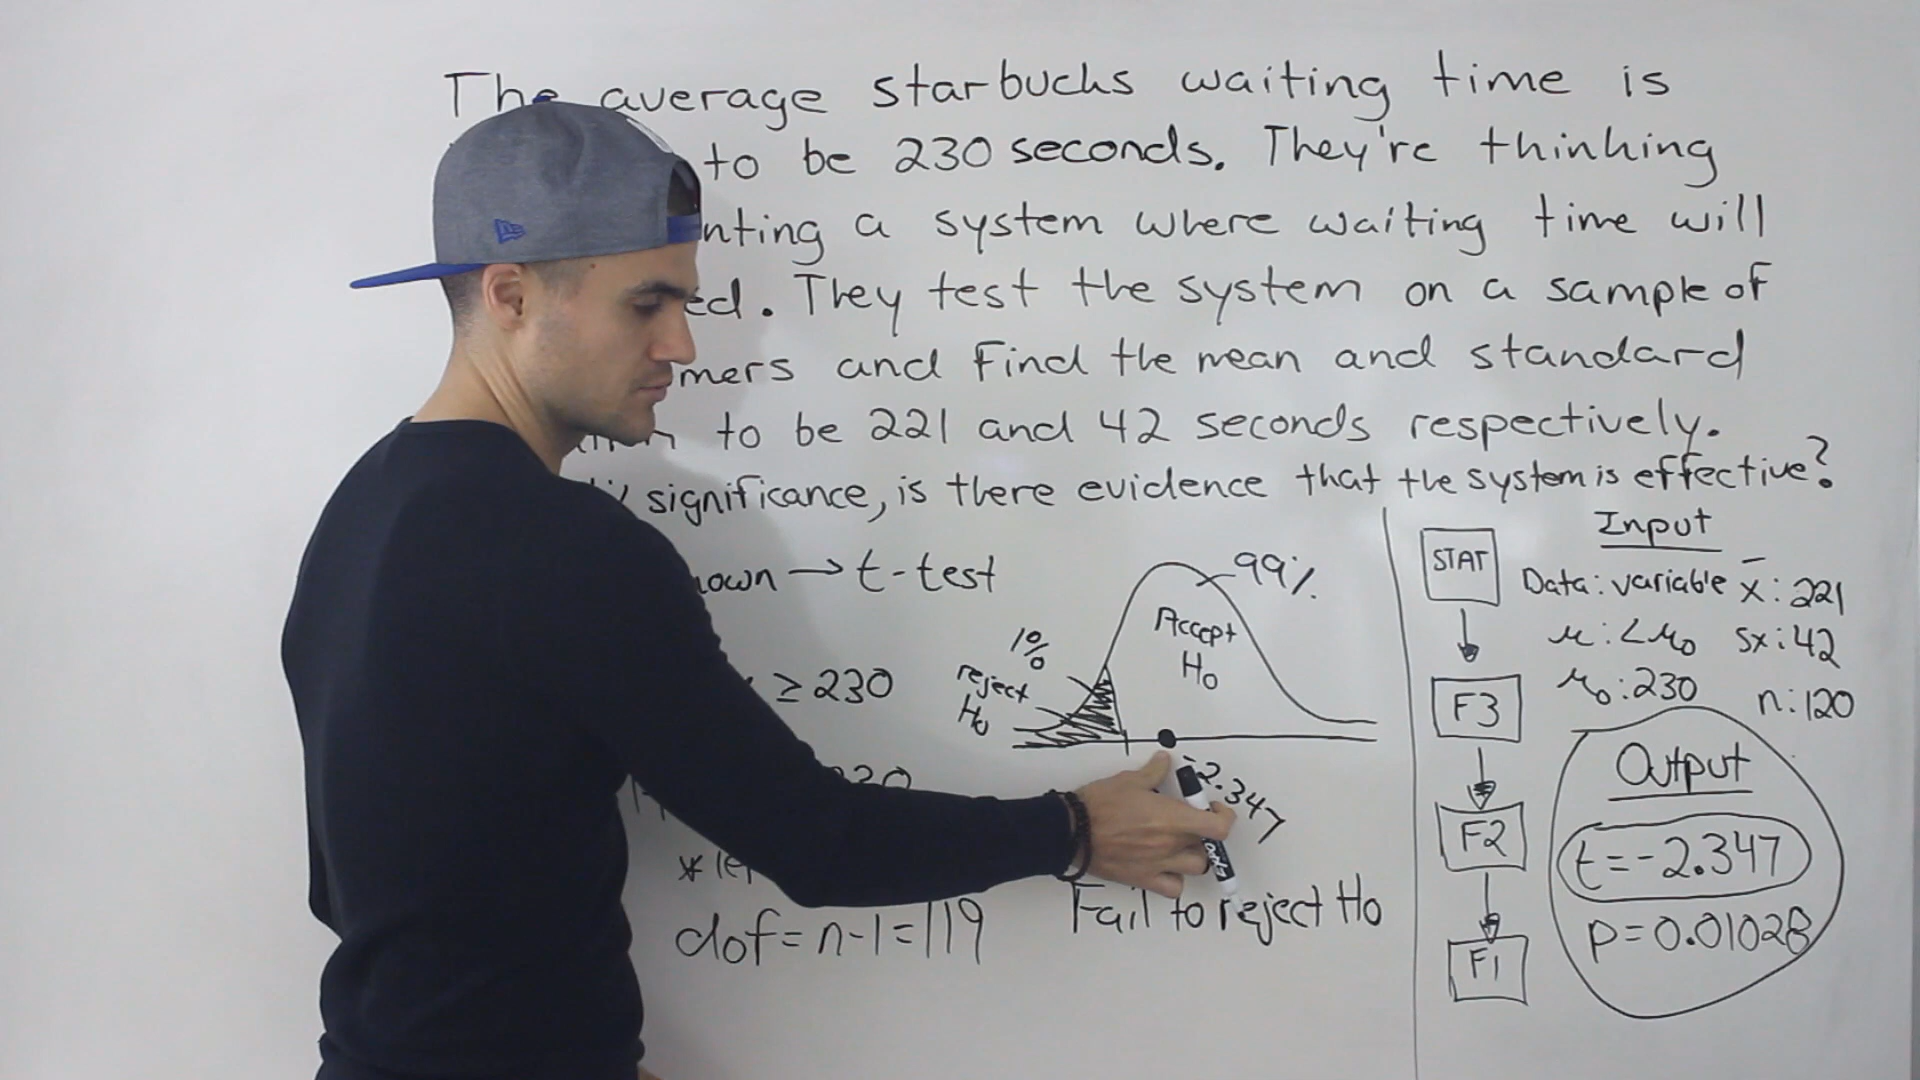 The average starbucks waiting time is
to be 230 seconds. They're thinking
nting a system where waiting time will
ed. They test the system on a sample of
mers and find the mean and standard
to be 221 and 42 seconds respectively.
significance, is there evidence that the system is effective?
nown → t-test
≥ 230
dof = n-1 = 119
99%
Accept
H₀
1%
reject
H₀
-2.347
Fail to reject H₀
STAT
F3
F2
F1
Input
Data: variable x̄: 221
μ: <μ₀ sx: 42
μ₀: 230 n: 120
Output
t = -2.347
p = 0.01028